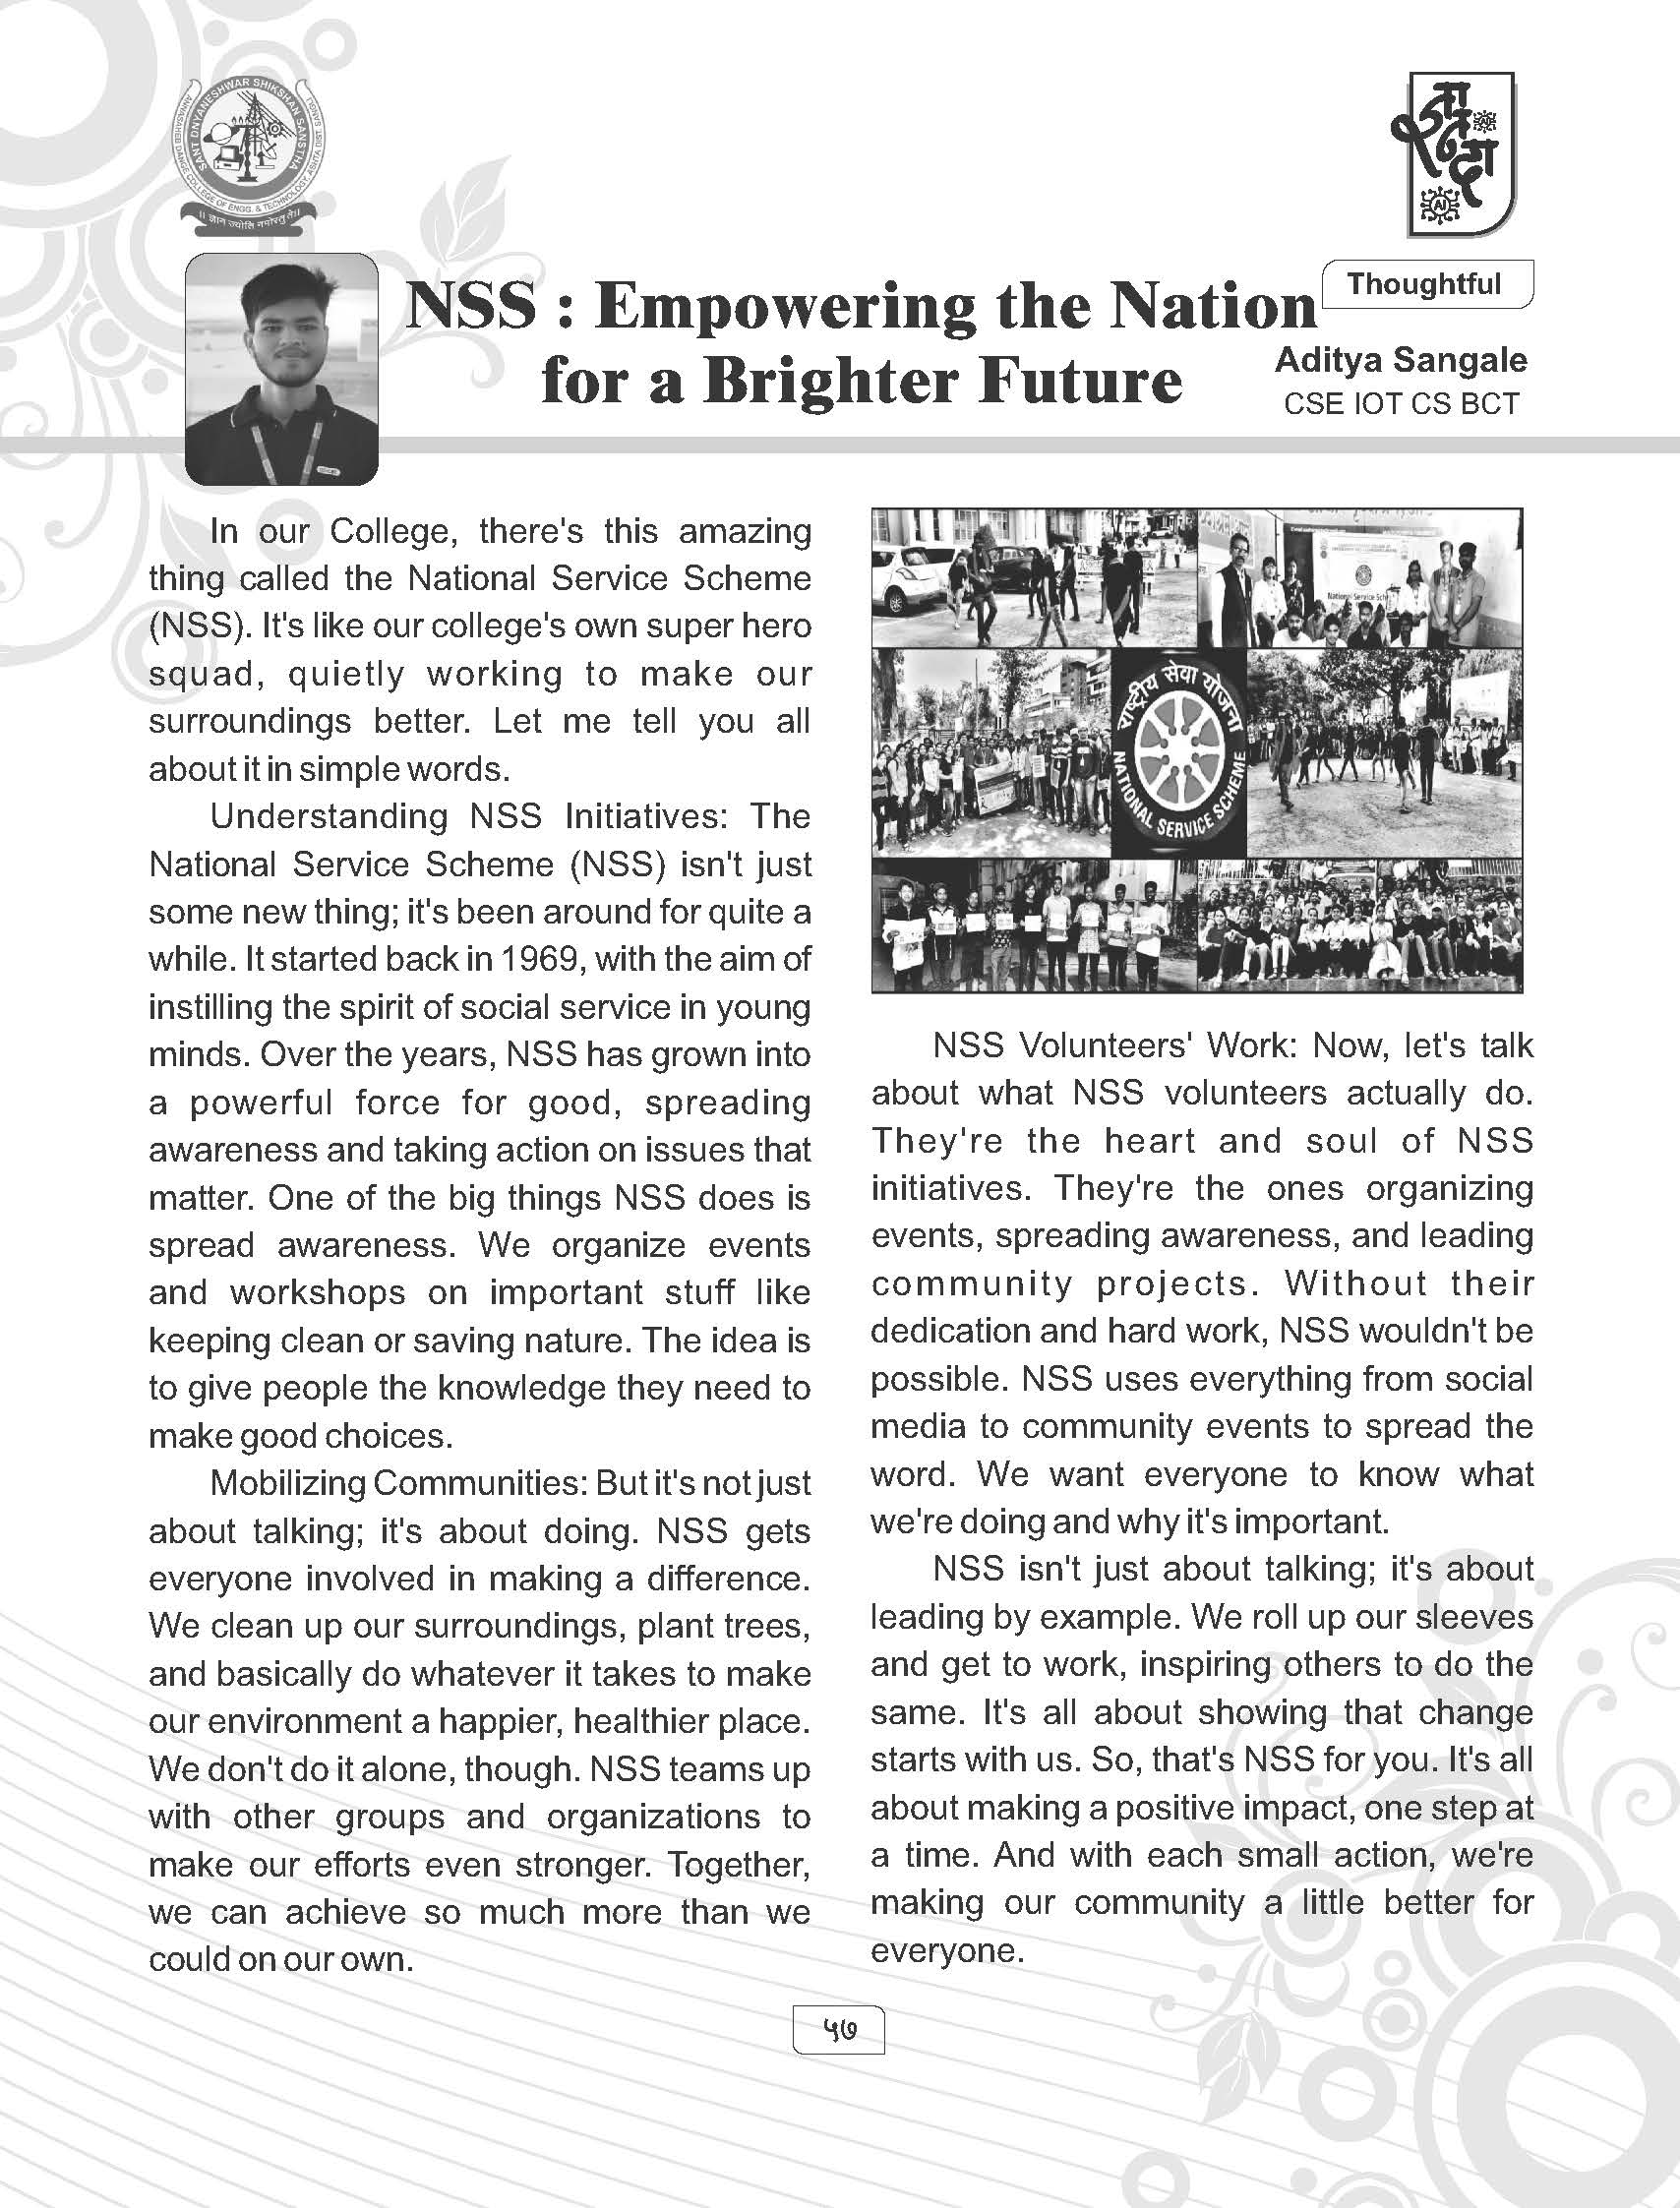 SANT DNYANESHWAR SHIKSHAN SANSTHA
ANNASAHEB DANGE COLLEGE OF ENGG. & TECHNOLOGY, ASHTA DIST. SANGLI
AI
AI
Thoughtful
NSS : Empowering the Nation
for a Brighter Future
Aditya Sangale
CSE IOT CS BCT
In our College, there's this amazing
thing called the National Service Scheme
(NSS). It's like our college's own super hero
squad, quietly working to make our
surroundings better. Let me tell you all
about it in simple words.
Understanding NSS Initiatives: The
National Service Scheme (NSS) isn't just
some new thing; it's been around for quite a
while. It started back in 1969, with the aim of
instilling the spirit of social service in young
minds. Over the years, NSS has grown into
a powerful force for good, spreading
awareness and taking action on issues that
matter. One of the big things NSS does is
spread awareness. We organize events
and workshops on important stuff like
keeping clean or saving nature. The idea is
to give people the knowledge they need to
make good choices.
Mobilizing Communities: But it's not just
about talking; it's about doing. NSS gets
everyone involved in making a difference.
We clean up our surroundings, plant trees,
and basically do whatever it takes to make
our environment a happier, healthier place.
We don't do it alone, though. NSS teams up
with other groups and organizations to
make our efforts even stronger. Together,
we can achieve so much more than we
could on our own.
National Service Sch
राष्ट्रीय सेवा योजना
NATIONAL SERVICE SCHEME
NSS Volunteers' Work: Now, let's talk
about what NSS volunteers actually do.
They're the heart and soul of NSS
initiatives. They're the ones organizing
events, spreading awareness, and leading
community projects. Without their
dedication and hard work, NSS wouldn't be
possible. NSS uses everything from social
media to community events to spread the
word. We want everyone to know what
we're doing and why it's important.
NSS isn't just about talking; it's about
leading by example. We roll up our sleeves
and get to work, inspiring others to do the
same. It's all about showing that change
starts with us. So, that's NSS for you. It's all
about making a positive impact, one step at
a time. And with each small action, we're
making our community a little better for
everyone.
५७